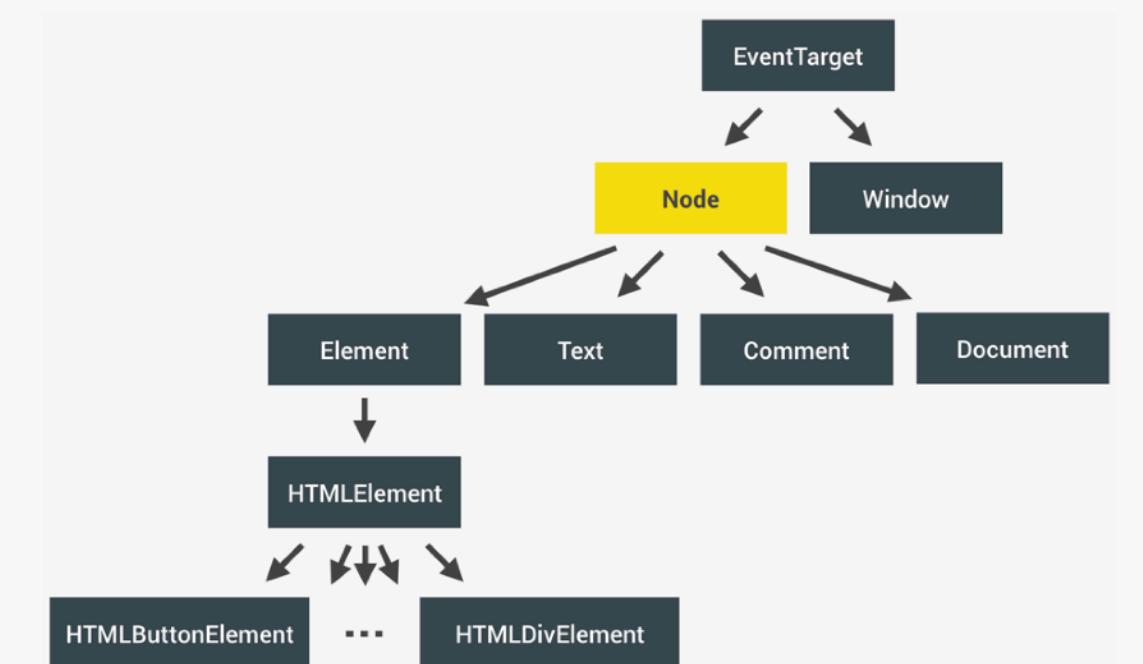 EventTarget
Node
Window
Element
Text
Comment
Document
HTMLElement
HTMLButtonElement
...
HTMLDivElement